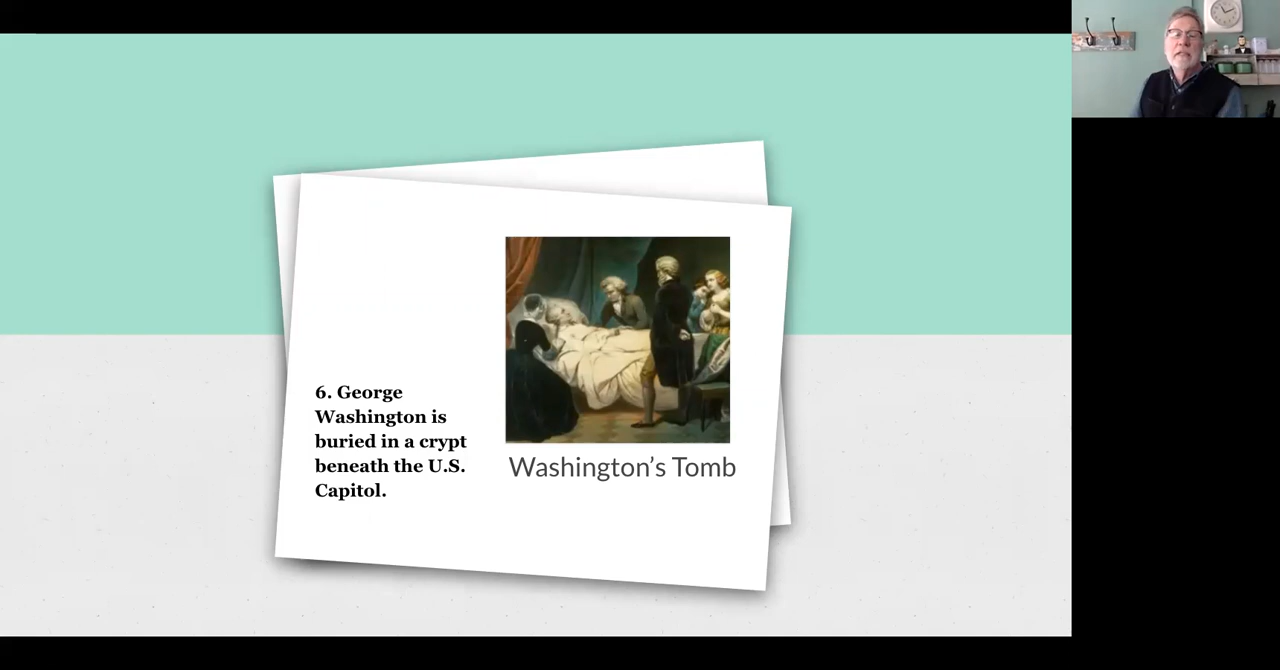 6. George
Washington is
buried in a crypt
beneath the U.S.
Capitol.
Washington’s Tomb